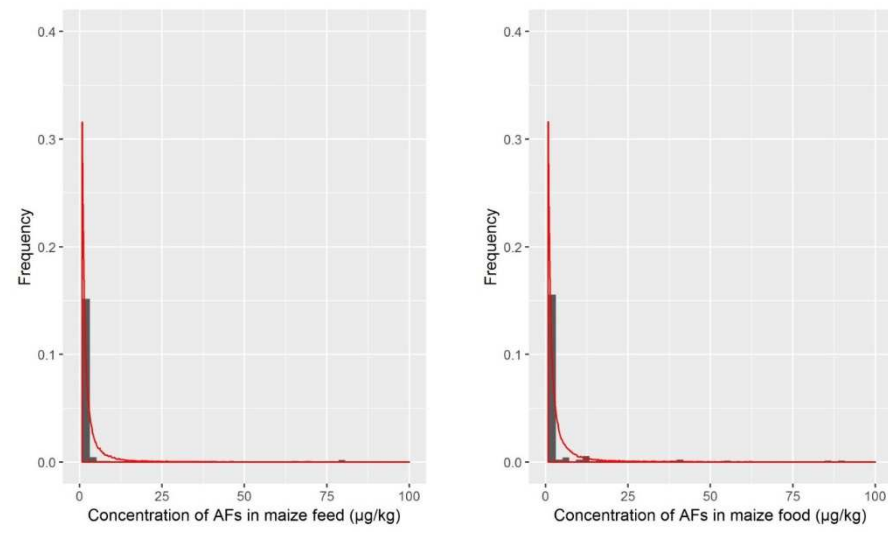 0.4
0.3
0.2
0.1
0.0
Frequency
0 25 50 75 100
Concentration of AFs in maize feed (µg/kg)
0.4
0.3
0.2
0.1
0.0
Frequency
0 25 50 75 100
Concentration of AFs in maize food (µg/kg)